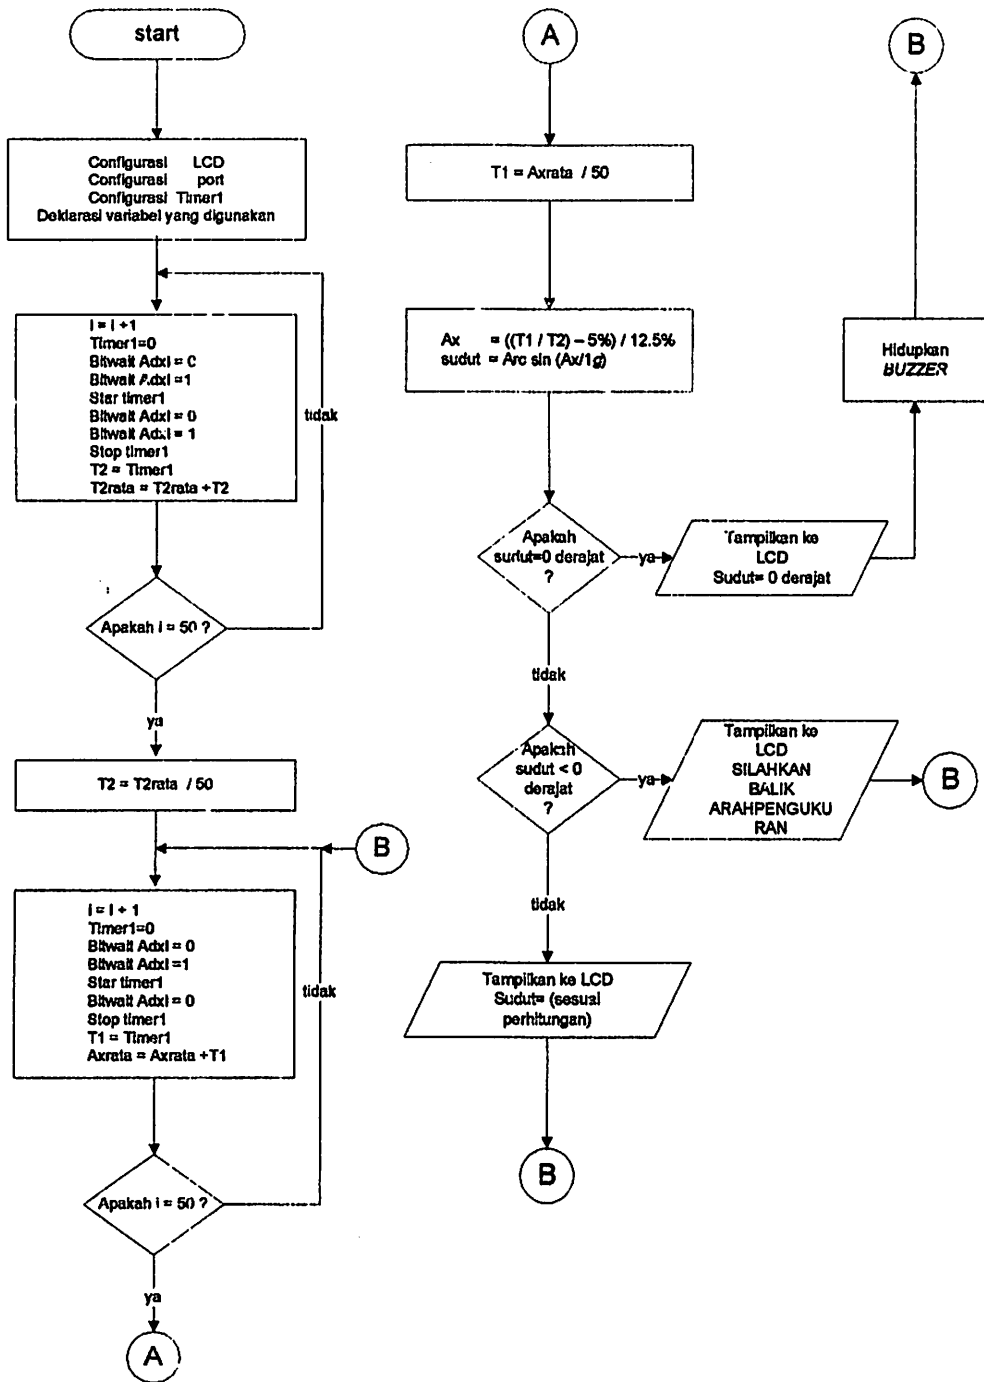 start
Configurasi LCD
Configurasi port
Configurasi Timer1
Deklarasi variabel yang digunakan
i = i +1
Timer1=0
Bitwait Adxl = 0
Bitwait Adxl =1
Star timer1
Bitwait Adxl = 0
Bitwait Adxl = 1
Stop timer1
T2 = Timer1
T2rata = T2rata +T2
tidak
Apakah i = 50 ?
ya
T2 = T2rata / 50
B
i = i + 1
Timer1=0
Bitwait Adxl = 0
Bitwait Adxl =1
Star timer1
Bitwait Adxl = 0
Stop timer1
T1 = Timer1
Axrata = Axrata +T1
tidak
Apakah i = 50 ?
ya
A
A
T1 = Axrata / 50
Ax = ((T1 / T2) – 5%) / 12.5%
sudut = Arc sin (Ax/1g)
Apakah
sudut=0 derajat
?
ya
Tampilkan ke
LCD
Sudut= 0 derajat
Hidupkan
BUZZER
B
tidak
Apakah
sudut < 0
derajat
?
ya
Tampilkan ke
LCD
SILAHKAN
BALIK
ARAHPENGUKU
RAN
B
tidak
Tampilkan ke LCD
Sudut= (sesuai
perhitungan)
B